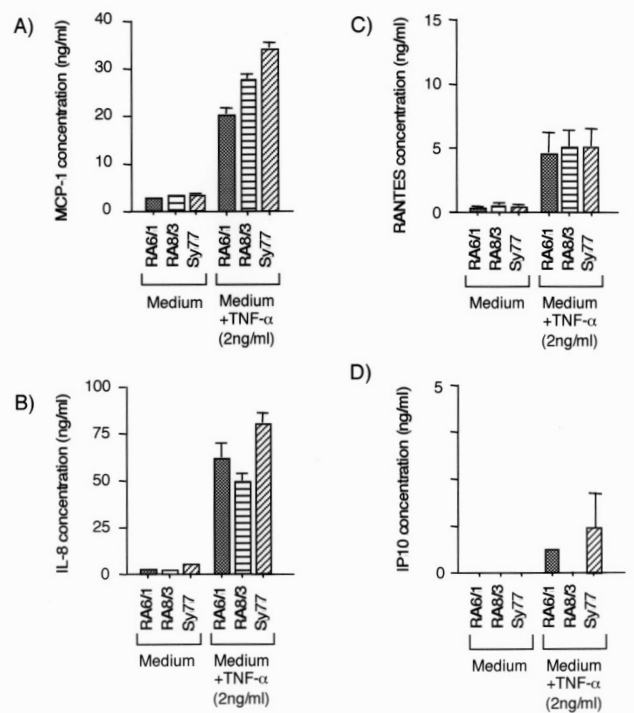 A)
MCP-1 concentration (ng/ml)
40
30
20
10
0
RA6/1
RA8/3
Sy77
RA6/1
RA8/3
Sy77
Medium
Medium
+TNF-α
(2ng/ml)
C)
RANTES concentration (ng/ml)
15
10
5
0
RA6/1
RA8/3
Sy77
RA6/1
RA8/3
Sy77
Medium
Medium
+TNF-α
(2ng/ml)
B)
IL-8 concentration (ng/ml)
100
75
50
25
0
RA6/1
RA8/3
Sy77
RA6/1
RA8/3
Sy77
Medium
Medium
+TNF-α
(2ng/ml)
D)
IP10 concentration (ng/ml)
5
0
RA6/1
RA8/3
Sy77
RA6/1
RA8/3
Sy77
Medium
Medium
+TNF-α
(2ng/ml)